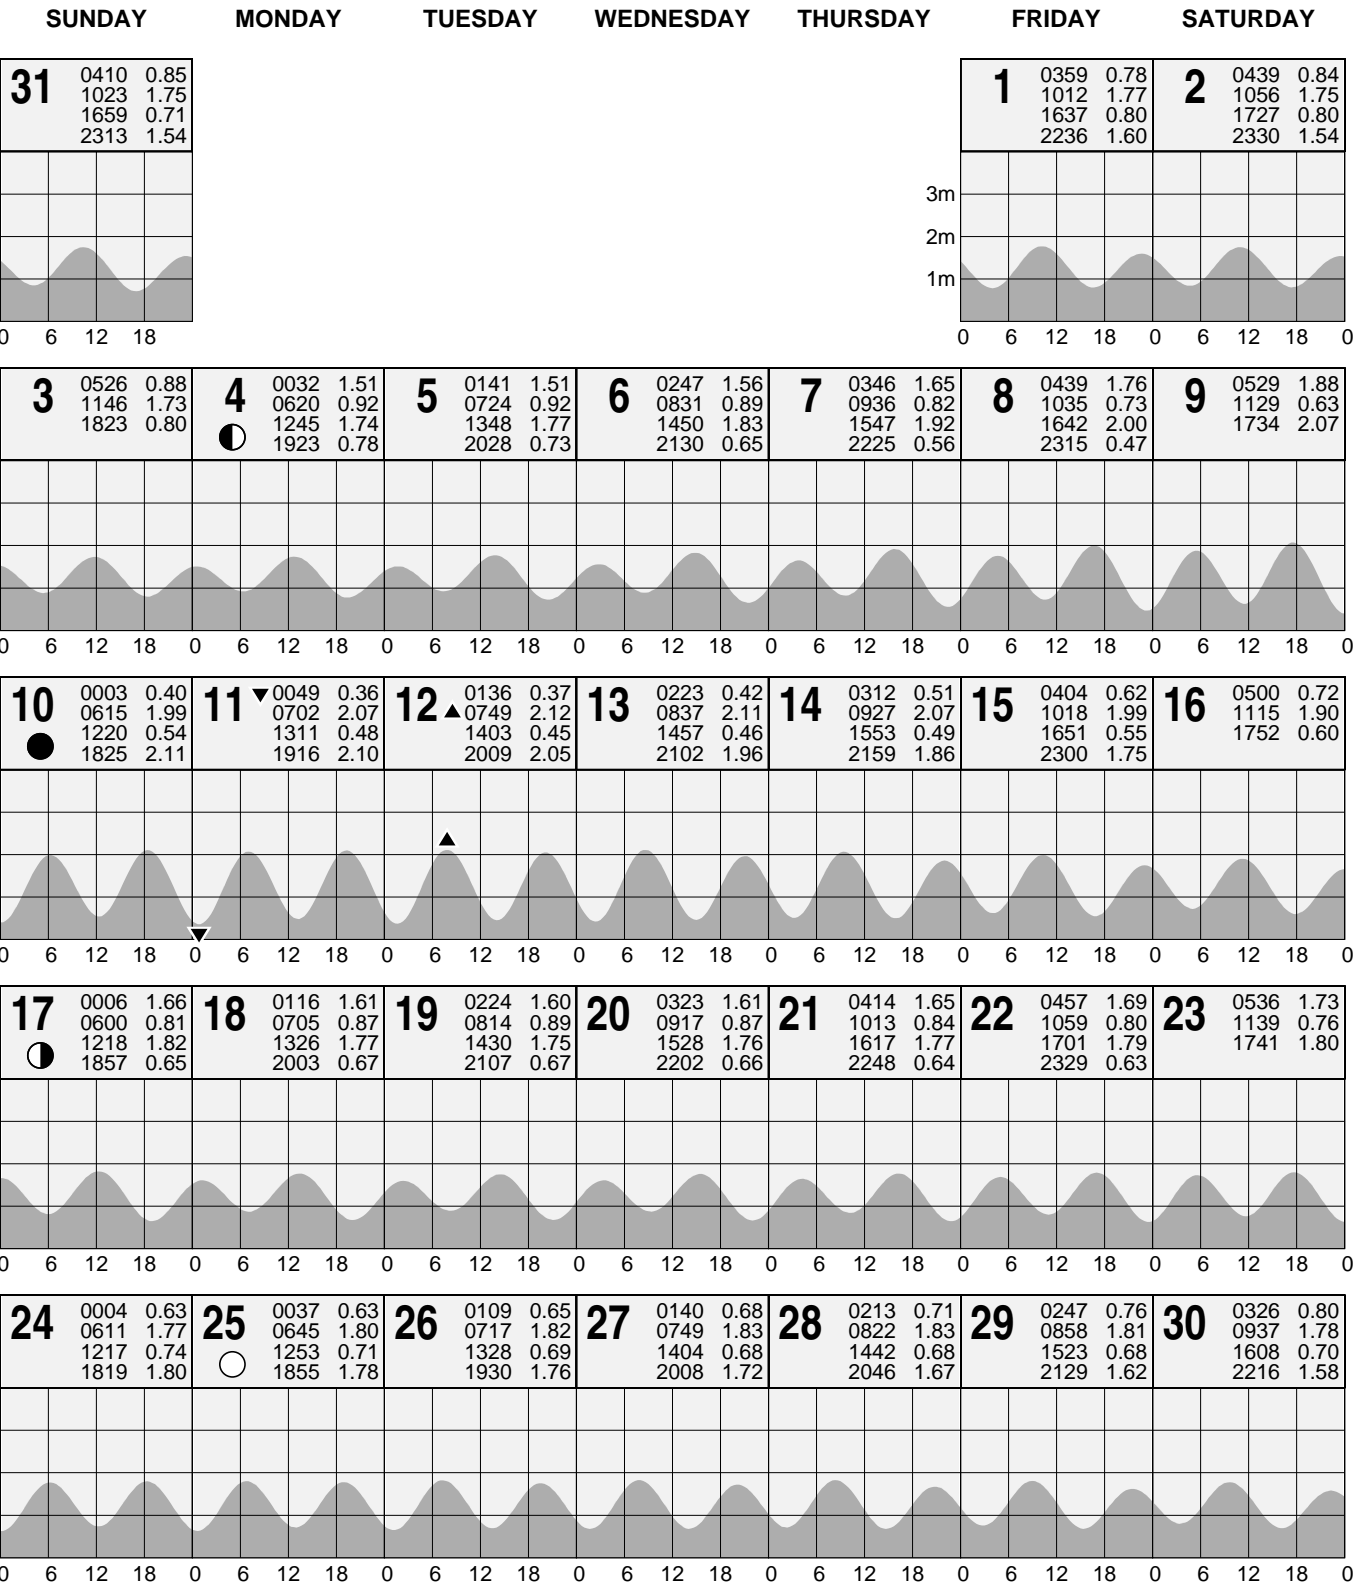 SUNDAY MONDAY TUESDAY WEDNESDAY THURSDAY FRIDAY SATURDAY
31 0410 0.85
1023 1.75
1659 0.71
2313 1.54
1 0359 0.78
1012 1.77
1637 0.80
2236 1.60
2 0439 0.84
1056 1.75
1727 0.80
2330 1.54
3m
2m
1m
0 6 12 18 0 6 12 18 0 6 12 18 0
3 0526 0.88
1146 1.73
1823 0.80
4 0032 1.51
0620 0.92
1245 1.74
1923 0.78
5 0141 1.51
0724 0.92
1348 1.77
2028 0.73
6 0247 1.56
0831 0.89
1450 1.83
2130 0.65
7 0346 1.65
0936 0.82
1547 1.92
2225 0.56
8 0439 1.76
1035 0.73
1642 2.00
2315 0.47
9 0529 1.88
1129 0.63
1734 2.07
0 6 12 18 0 6 12 18 0 6 12 18 0 6 12 18 0 6 12 18 0 6 12 18 0 6 12 18 0
10 0003 0.40
0615 1.99
1220 0.54
1825 2.11
11 0049 0.36
0702 2.07
1311 0.48
1916 2.10
12 0136 0.37
0749 2.12
1403 0.45
2009 2.05
13 0223 0.42
0837 2.11
1457 0.46
2102 1.96
14 0312 0.51
0927 2.07
1553 0.49
2159 1.86
15 0404 0.62
1018 1.99
1651 0.55
2300 1.75
16 0500 0.72
1115 1.90
1752 0.60
0 6 12 18 0 6 12 18 0 6 12 18 0 6 12 18 0 6 12 18 0 6 12 18 0 6 12 18 0
17 0006 1.66
0600 0.81
1218 1.82
1857 0.65
18 0116 1.61
0705 0.87
1326 1.77
2003 0.67
19 0224 1.60
0814 0.89
1430 1.75
2107 0.67
20 0323 1.61
0917 0.87
1528 1.76
2202 0.66
21 0414 1.65
1013 0.84
1617 1.77
2248 0.64
22 0457 1.69
1059 0.80
1701 1.79
2329 0.63
23 0536 1.73
1139 0.76
1741 1.80
0 6 12 18 0 6 12 18 0 6 12 18 0 6 12 18 0 6 12 18 0 6 12 18 0 6 12 18 0
24 0004 0.63
0611 1.77
1217 0.74
1819 1.80
25 0037 0.63
0645 1.80
1253 0.71
1855 1.78
26 0109 0.65
0717 1.82
1328 0.69
1930 1.76
27 0140 0.68
0749 1.83
1404 0.68
2008 1.72
28 0213 0.71
0822 1.83
1442 0.68
2046 1.67
29 0247 0.76
0858 1.81
1523 0.68
2129 1.62
30 0326 0.80
0937 1.78
1608 0.70
2216 1.58
0 6 12 18 0 6 12 18 0 6 12 18 0 6 12 18 0 6 12 18 0 6 12 18 0 6 12 18 0